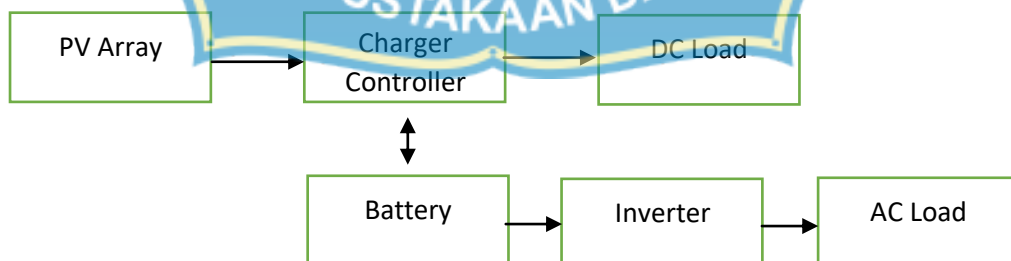 PV Array
Charger
Controller
DC Load
Battery
Inverter
AC Load